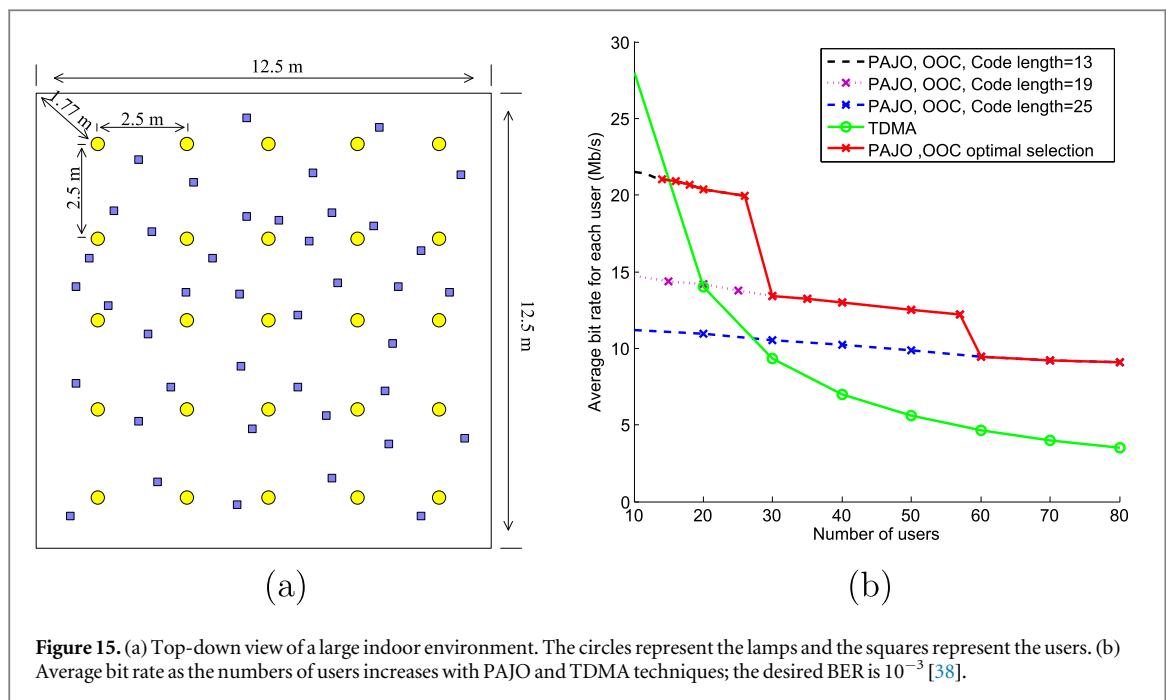 12.5 m
1.77 m
2.5 m
2.5 m
12.5 m
(a)
30
25
20
15
10
5
0
10 20 30 40 50 60 70 80
Average bit rate for each user (Mb/s)
Number of users
PAJO, OOC, Code length=13
PAJO, OOC, Code length=19
PAJO, OOC, Code length=25
TDMA
PAJO ,OOC optimal selection
(b)
Figure 15. (a) Top-down view of a large indoor environment. The circles represent the lamps and the squares represent the users. (b)
Average bit rate as the numbers of users increases with PAJO and TDMA techniques; the desired BER is 10⁻³ [38].